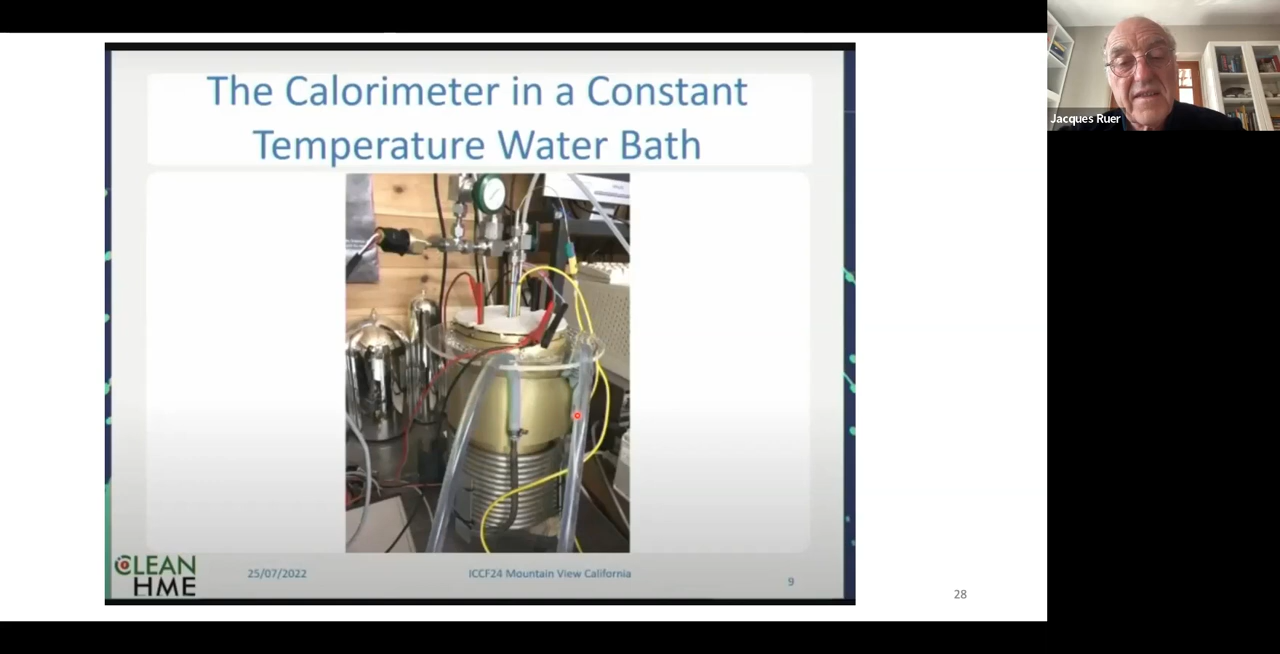 The Calorimeter in a Constant
Temperature Water Bath
CLEAN
HME
25/07/2022
ICCF24 Mountain View California
9
28
Jacques Ruer